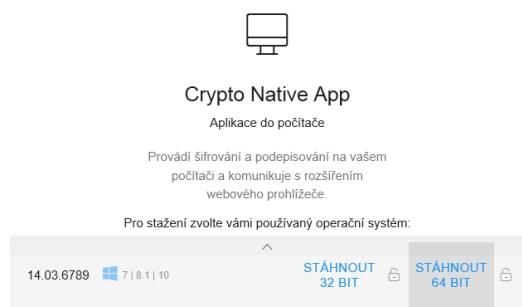 Crypto Native App
Aplikace do počítače
Provádí šifrování a podepisování na vašem
počítači a komunikuje s rozšířením
webového prohlížeče.
Pro stažení zvolte vámi používaný operační systém:
14.03.6789 7 | 8.1 | 10 STÁHNOUT 32 BIT STÁHNOUT 64 BIT